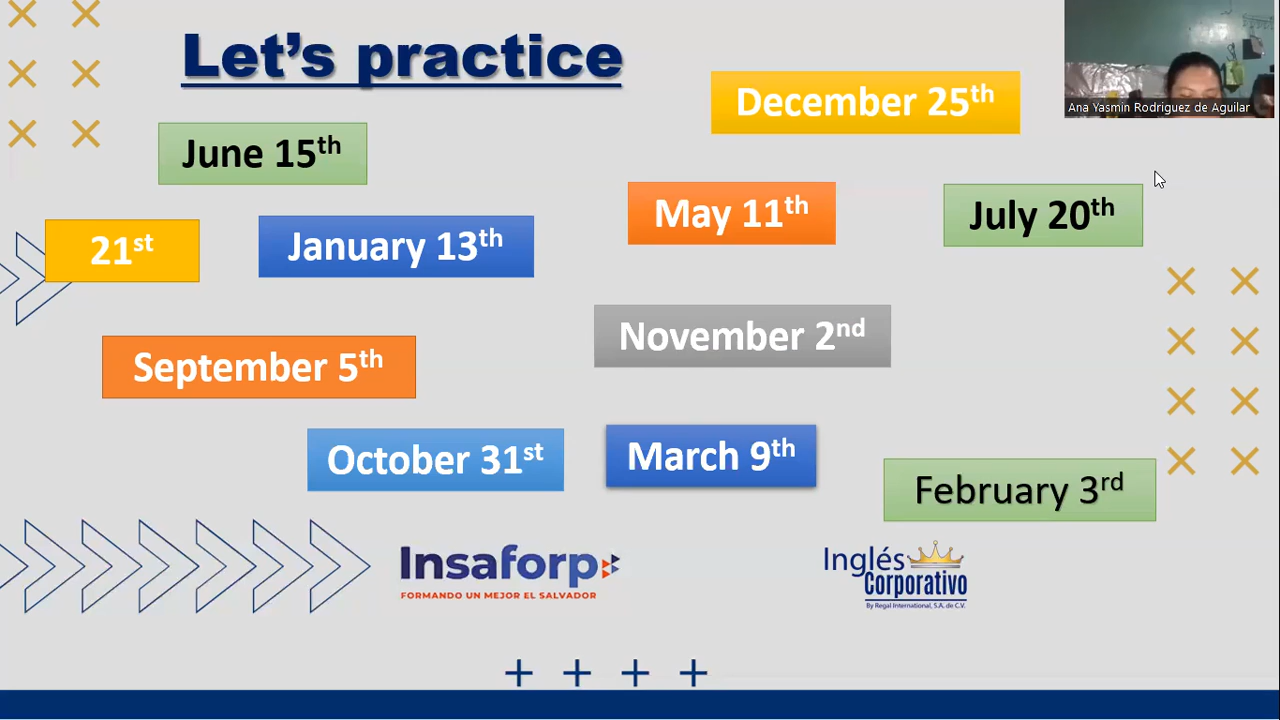 Let's practice
December 25th
Ana Yasmin Rodriguez de Aguilar
June 15th
May 11th
July 20th
21st
January 13th
November 2nd
September 5th
October 31st
March 9th
February 3rd
Insaforp
FORMANDO UN MEJOR EL SALVADOR
Inglés
Corporativo
By Regal International, S.A. de C.V.